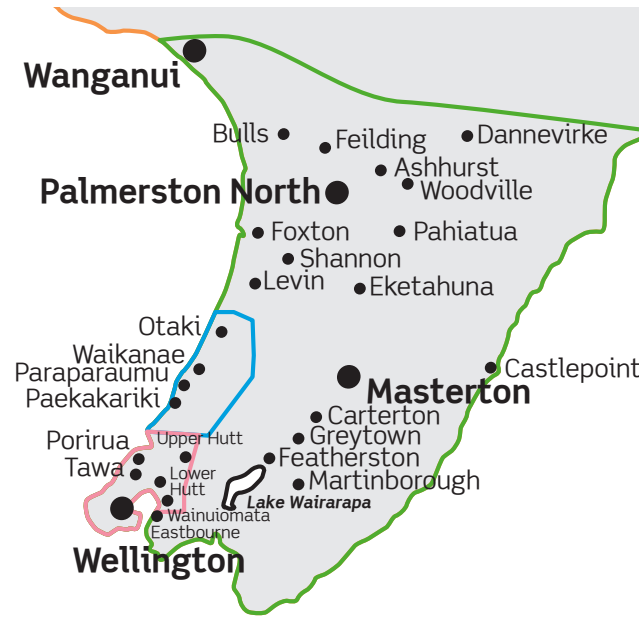 Wanganui
Bulls
Feilding
Dannevirke
Ashhurst
Palmerston North
Woodville
Foxton
Pahiatua
Shannon
Levin
Eketahuna
Otaki
Waikanae
Paraparaumu
Castlepoint
Paekakariki
Masterton
Carterton
Porirua
Upper Hutt
Greytown
Tawa
Featherston
Lower
Hutt
Martinborough
Lake Wairarapa
Wainuiomata
Eastbourne
Wellington